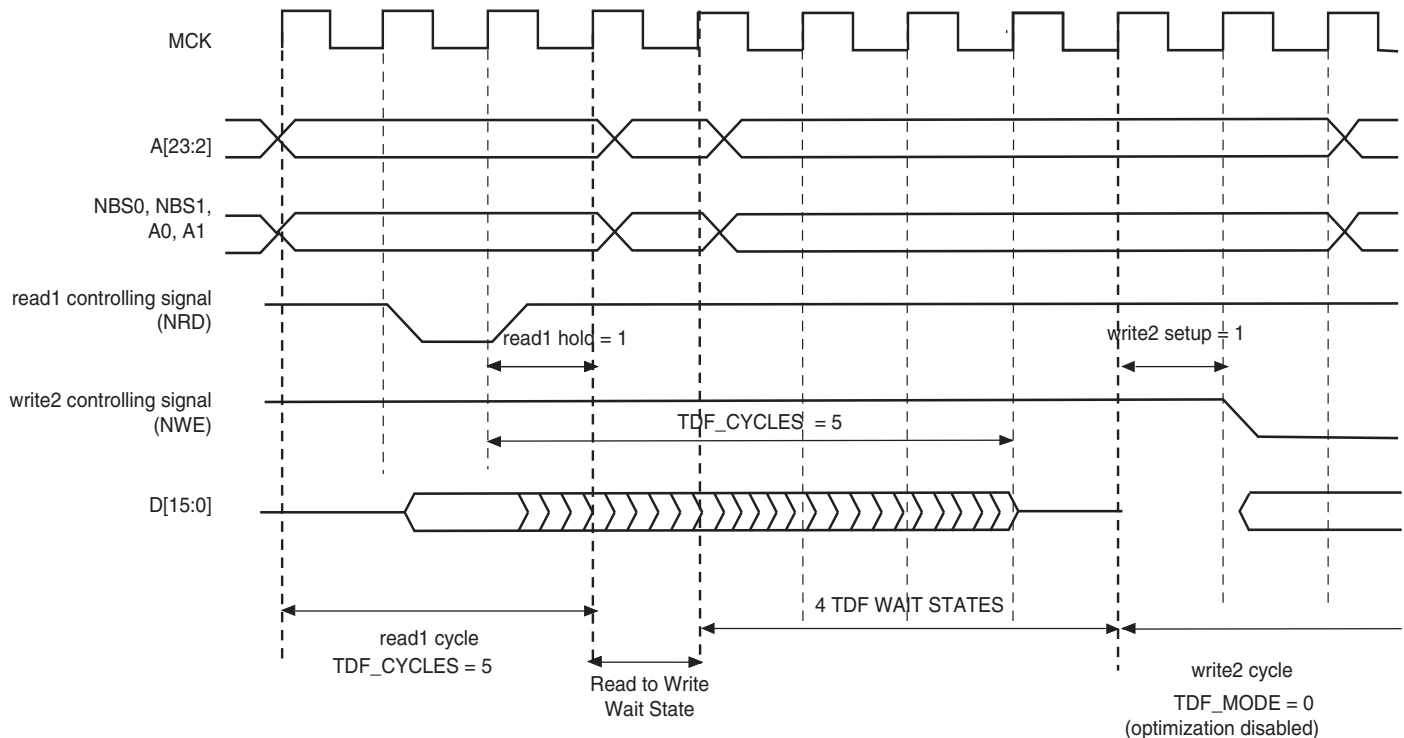 MCK
A[23:2]
NBS0, NBS1,
A0, A1
read1 controlling signal
(NRD)
read1 hold = 1
write2 setup = 1
write2 controlling signal
(NWE)
TDF_CYCLES = 5
D[15:0]
4 TDF WAIT STATES
read1 cycle
TDF_CYCLES = 5
Read to Write
Wait State
write2 cycle
TDF_MODE = 0
(optimization disabled)